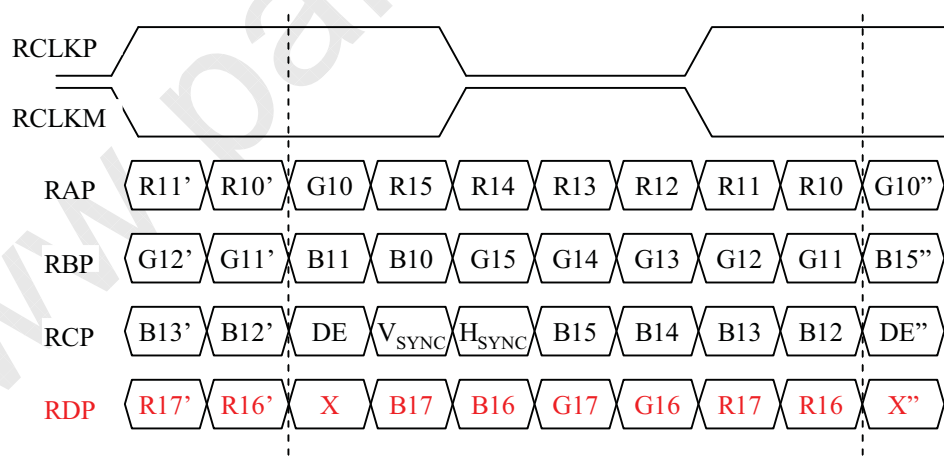 RCLKP
RCLKM
RAP R11’ R10’ G10 R15 R14 R13 R12 R11 R10 G10”
RBP G12’ G11’ B11 B10 G15 G14 G13 G12 G11 B15”
RCP B13’ B12’ DE VSYNC HSYNC B15 B14 B13 B12 DE”
RDP R17’ R16’ X B17 B16 G17 G16 R17 R16 X”